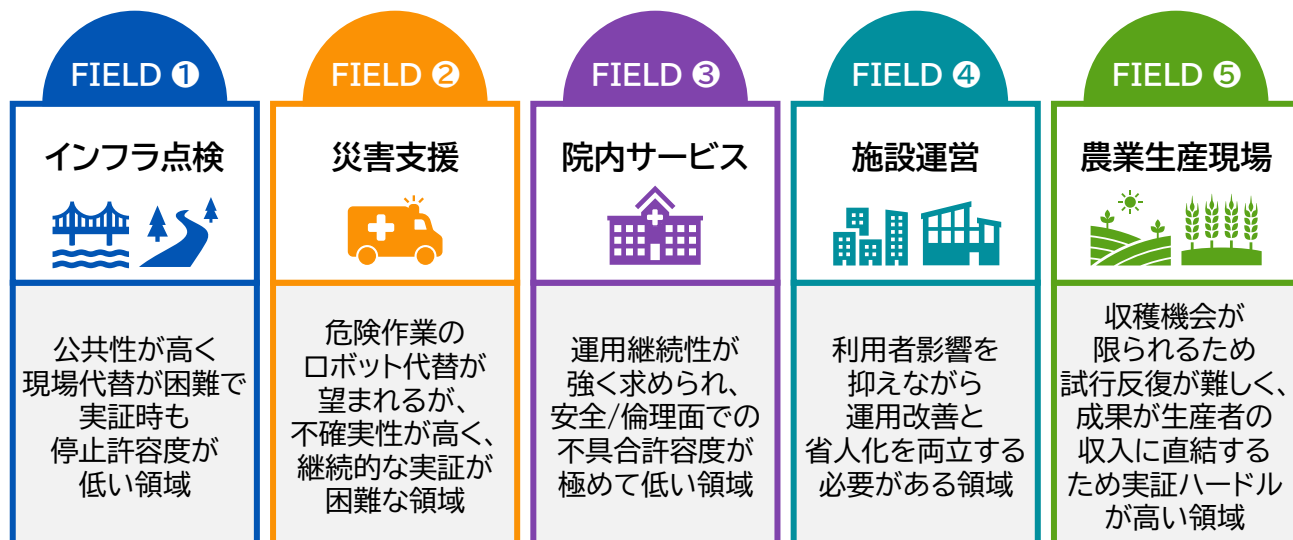 FIELD ❶
インフラ点検
公共性が高く
現場代替が困難で
実証時も
停止許容度が
低い領域
FIELD ❷
災害支援
危険作業の
ロボット代替が
望まれるが、
不確実性が高く、
継続的な実証が
困難な領域
FIELD ❸
院内サービス
運用継続性が
強く求められ、
安全/倫理面での
不具合許容度が
極めて低い領域
FIELD ❹
施設運営
利用者影響を
抑えながら
運用改善と
省人化を両立する
必要がある領域
FIELD ❺
農業生産現場
収穫機会が
限られるため
試行反復が難しく、
成果が生産者の
収入に直結する
ため実証ハードル
が高い領域